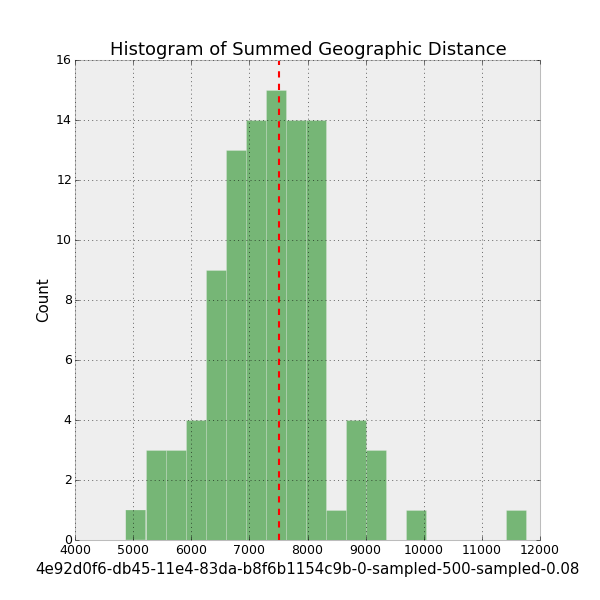 Histogram of Summed Geographic Distance
16
14
12
10
8
6
4
2
0
Count
4000 5000 6000 7000 8000 9000 10000 11000 12000
4e92d0f6-db45-11e4-83da-b8f6b1154c9b-0-sampled-500-sampled-0.08